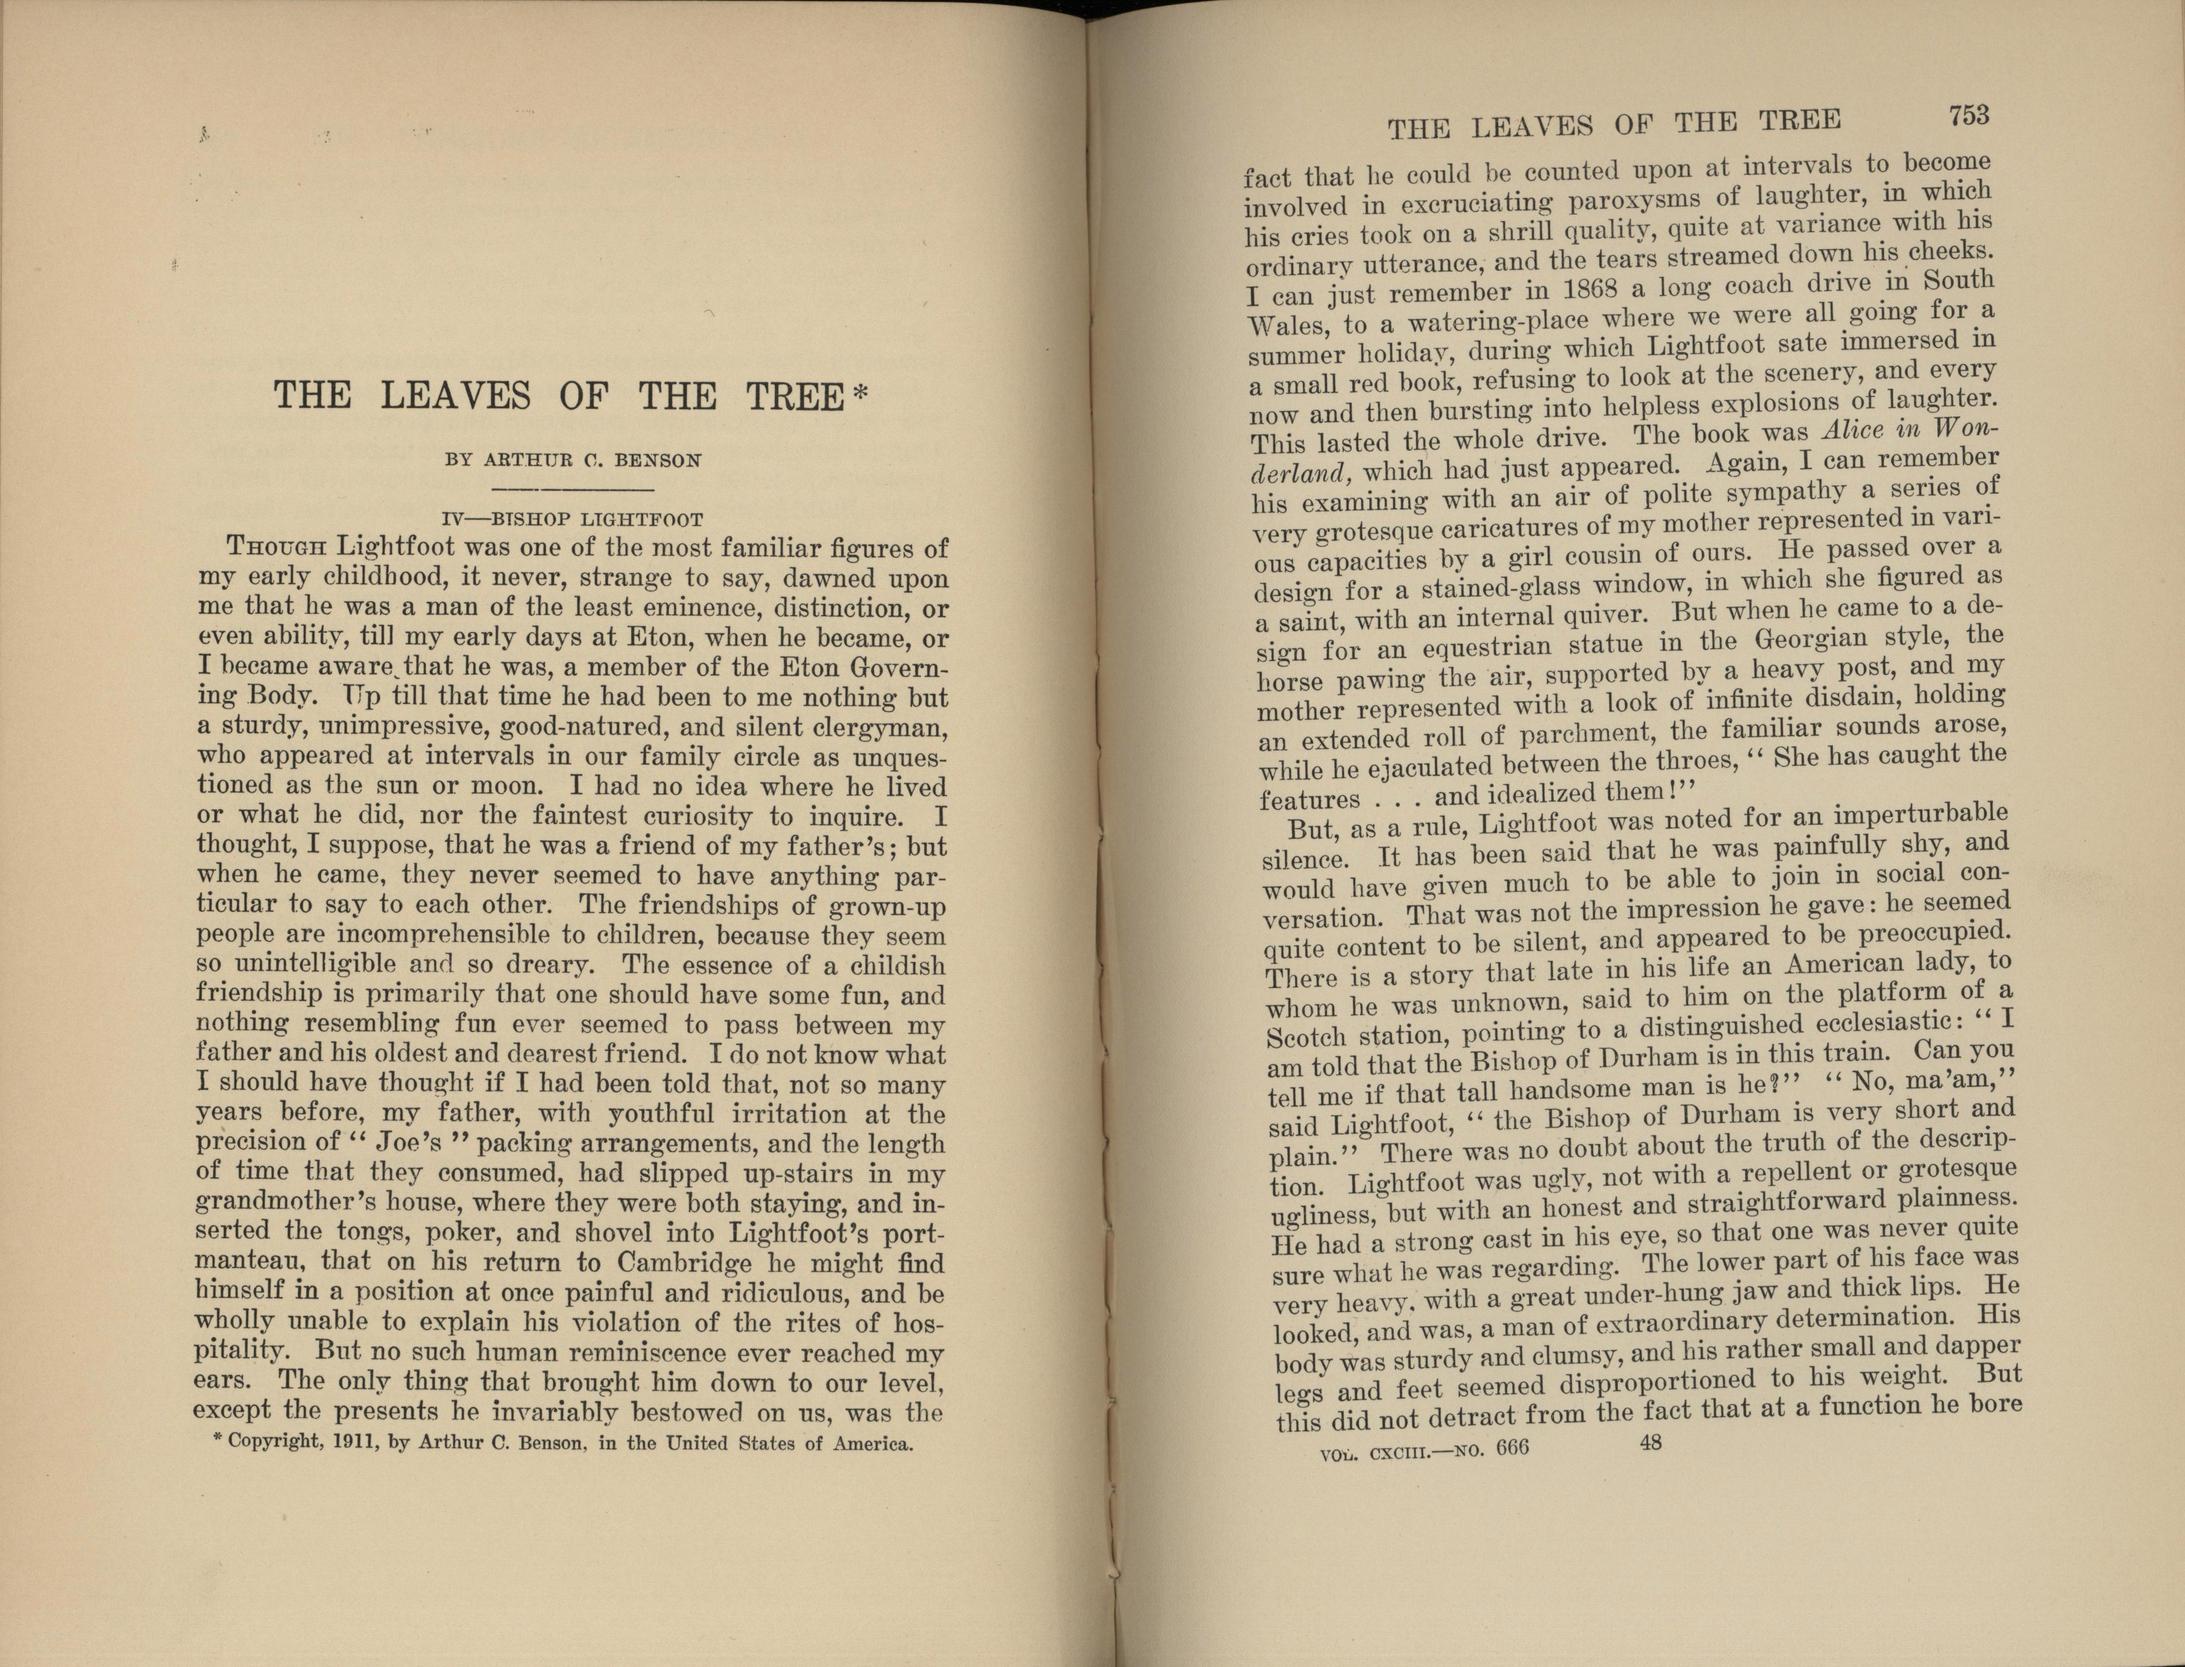 THE LEAVES OF THE TREE*
BY ARTHUR C. BENSON
IV—BISHOP LIGHTFOOT
THOUGH Lightfoot was one of the most familiar figures of
my early childhood, it never, strange to say, dawned upon
me that he was a man of the least eminence, distinction, or
even ability, till my early days at Eton, when he became, or
I became aware that he was, a member of the Eton Govern-
ing Body. Up till that time he had been to me nothing but
a sturdy, unimpressive, good-natured, and silent clergyman,
who appeared at intervals in our family circle as unques-
tioned as the sun or moon. I had no idea where he lived
or what he did, nor the faintest curiosity to inquire. I
thought, I suppose, that he was a friend of my father's; but
when he came, they never seemed to have anything par-
ticular to say to each other. The friendships of grown-up
people are incomprehensible to children, because they seem
so unintelligible and so dreary. The essence of a childish
friendship is primarily that one should have some fun, and
nothing resembling fun ever seemed to pass between my
father and his oldest and dearest friend. I do not know what
I should have thought if I had been told that, not so many
years before, my father, with youthful irritation at the
precision of “ Joe's ” packing arrangements, and the length
of time that they consumed, had slipped up-stairs in my
grandmother's house, where they were both staying, and in-
serted the tongs, poker, and shovel into Lightfoot's port-
manteau, that on his return to Cambridge he might find
himself in a position at once painful and ridiculous, and be
wholly unable to explain his violation of the rites of hos-
pitality. But no such human reminiscence ever reached my
ears. The only thing that brought him down to our level,
except the presents he invariably bestowed on us, was the
* Copyright, 1911, by Arthur C. Benson, in the United States of America.
THE LEAVES OF THE TREE 753
fact that he could be counted upon at intervals to become
involved in excruciating paroxysms of laughter, in which
his cries took on a shrill quality, quite at variance with his
ordinary utterance, and the tears streamed down his cheeks.
I can just remember in 1868 a long coach drive in South
Wales, to a watering-place where we were all going for a
summer holiday, during which Lightfoot sate immersed in
a small red book, refusing to look at the scenery, and every
now and then bursting into helpless explosions of laughter.
This lasted the whole drive. The book was Alice in Won-
derland, which had just appeared. Again, I can remember
his examining with an air of polite sympathy a series of
very grotesque caricatures of my mother represented in vari-
ous capacities by a girl cousin of ours. He passed over a
design for a stained-glass window, in which she figured as
a saint, with an internal quiver. But when he came to a de-
sign for an equestrian statue in the Georgian style, the
horse pawing the air, supported by a heavy post, and my
mother represented with a look of infinite disdain, holding
an extended roll of parchment, the familiar sounds arose,
while he ejaculated between the throes, “ She has caught the
features . . . and idealized them!”
But, as a rule, Lightfoot was noted for an imperturbable
silence. It has been said that he was painfully shy, and
would have given much to be able to join in social con-
versation. That was not the impression he gave: he seemed
quite content to be silent, and appeared to be preoccupied.
There is a story that late in his life an American lady, to
whom he was unknown, said to him on the platform of a
Scotch station, pointing to a distinguished ecclesiastic: “ I
am told that the Bishop of Durham is in this train. Can you
tell me if that tall handsome man is he?” “ No, ma'am,”
said Lightfoot, “ the Bishop of Durham is very short and
plain.” There was no doubt about the truth of the descrip-
tion. Lightfoot was ugly, not with a repellent or grotesque
ugliness, but with an honest and straightforward plainness.
He had a strong cast in his eye, so that one was never quite
sure what he was regarding. The lower part of his face was
very heavy, with a great under-hung jaw and thick lips. He
looked, and was, a man of extraordinary determination. His
body was sturdy and clumsy, and his rather small and dapper
legs and feet seemed disproportioned to his weight. But
this did not detract from the fact that at a function he bore
VOL. CXCIII.—NO. 666 48